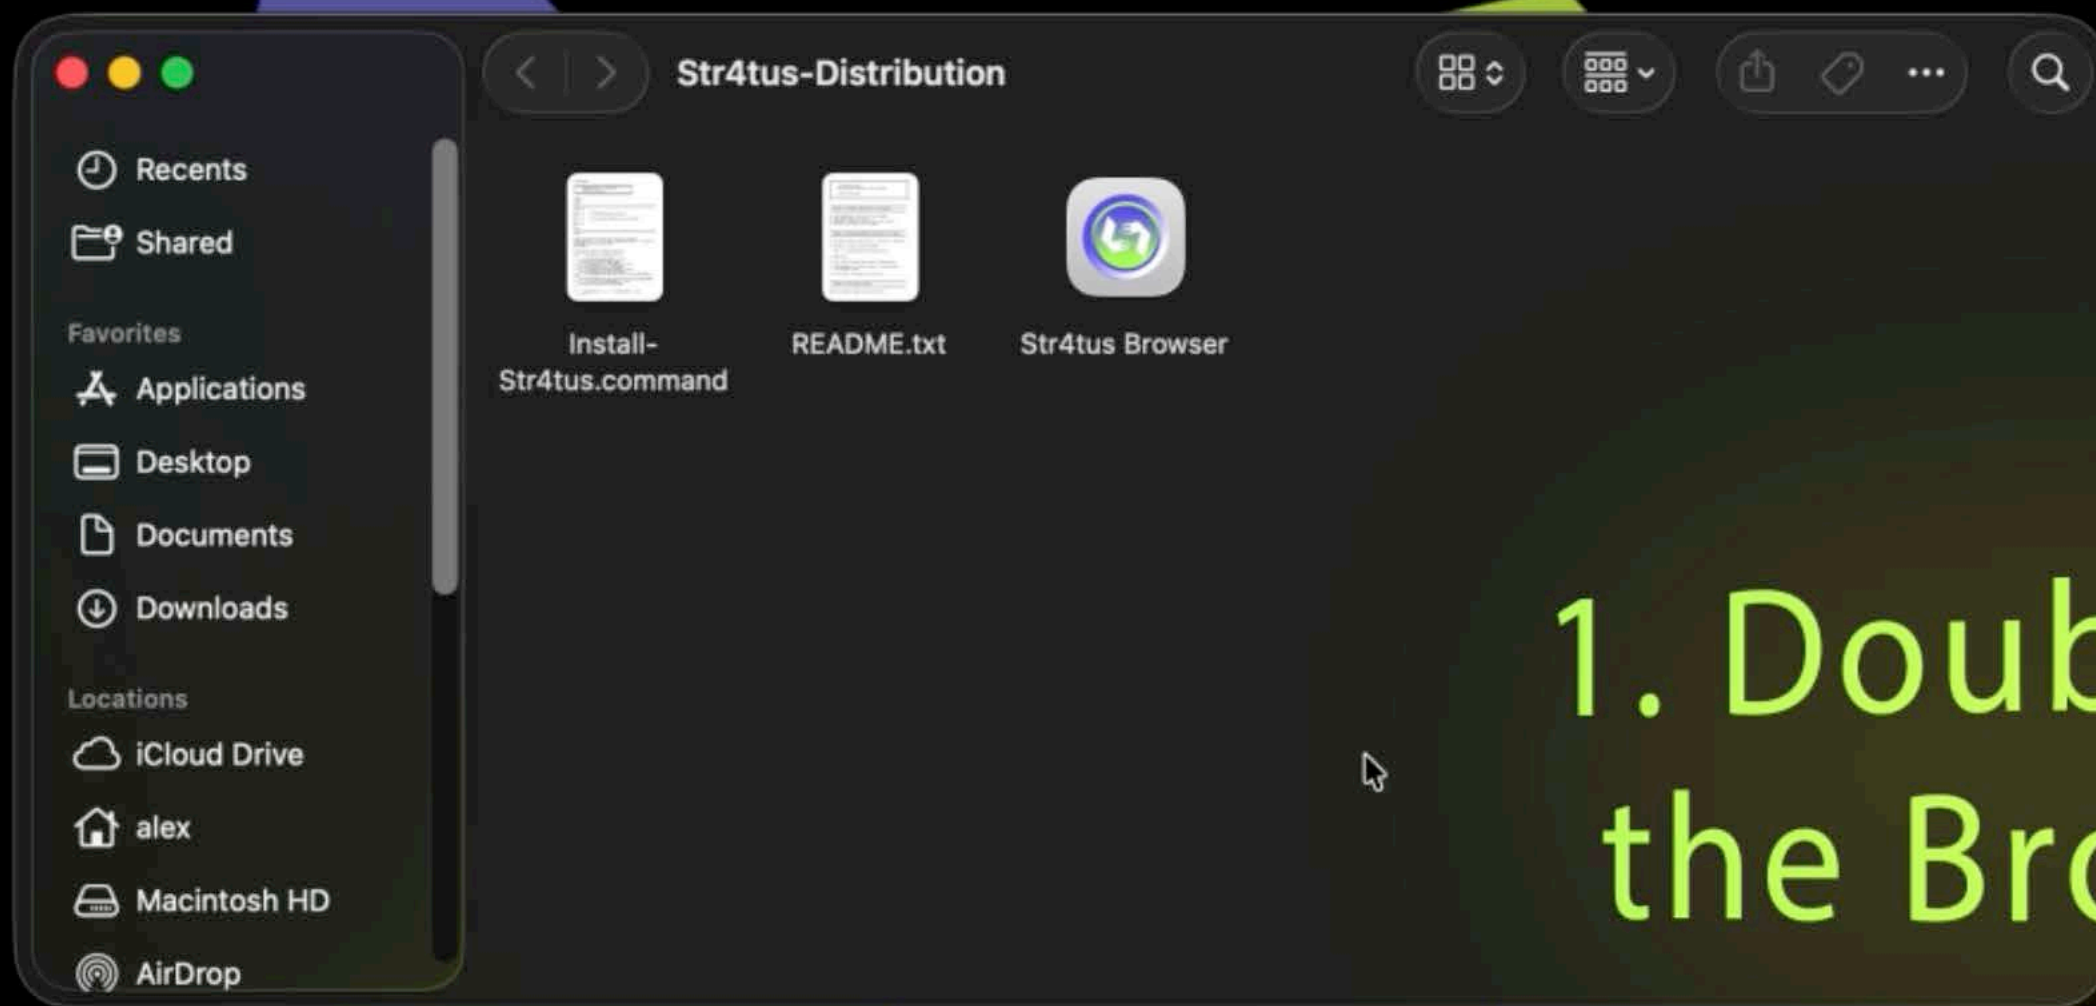 Str4tus-Distribution
Recents
Shared
Favorites
Applications
Desktop
Documents
Downloads
Locations
iCloud Drive
alex
Macintosh HD
AirDrop
Install-
Str4tus.command
README.txt
Str4tus Browser
1. Doub
the Bro